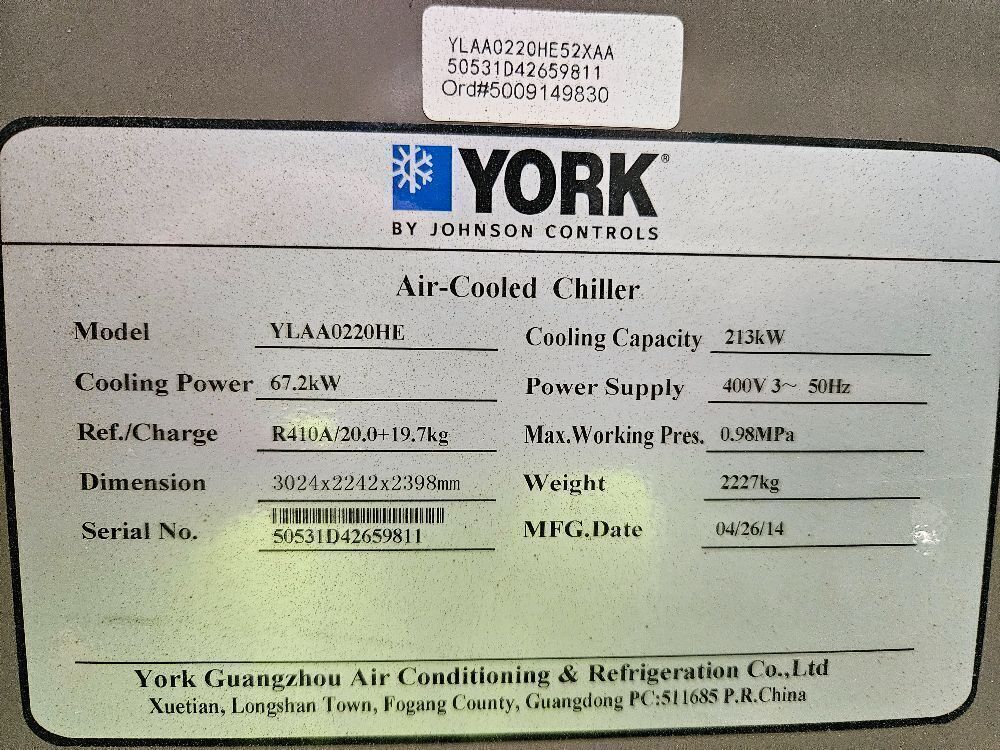 YLAA0220HE52XAA
50531D42659811
Ord#5009149830
YORK®
BY JOHNSON CONTROLS
Air-Cooled Chiller
Model YLAA0220HE Cooling Capacity 213kW
Cooling Power 67.2kW Power Supply 400V 3~ 50Hz
Ref./Charge R410A/20.0+19.7kg Max.Working Pres. 0.98MPa
Dimension 3024x2242x2398mm Weight 2227kg
Serial No. 50531D42659811 MFG.Date 04/26/14
York Guangzhou Air Conditioning & Refrigeration Co.,Ltd
Xuetian, Longshan Town, Fogang County, Guangdong PC:511685 P.R.China